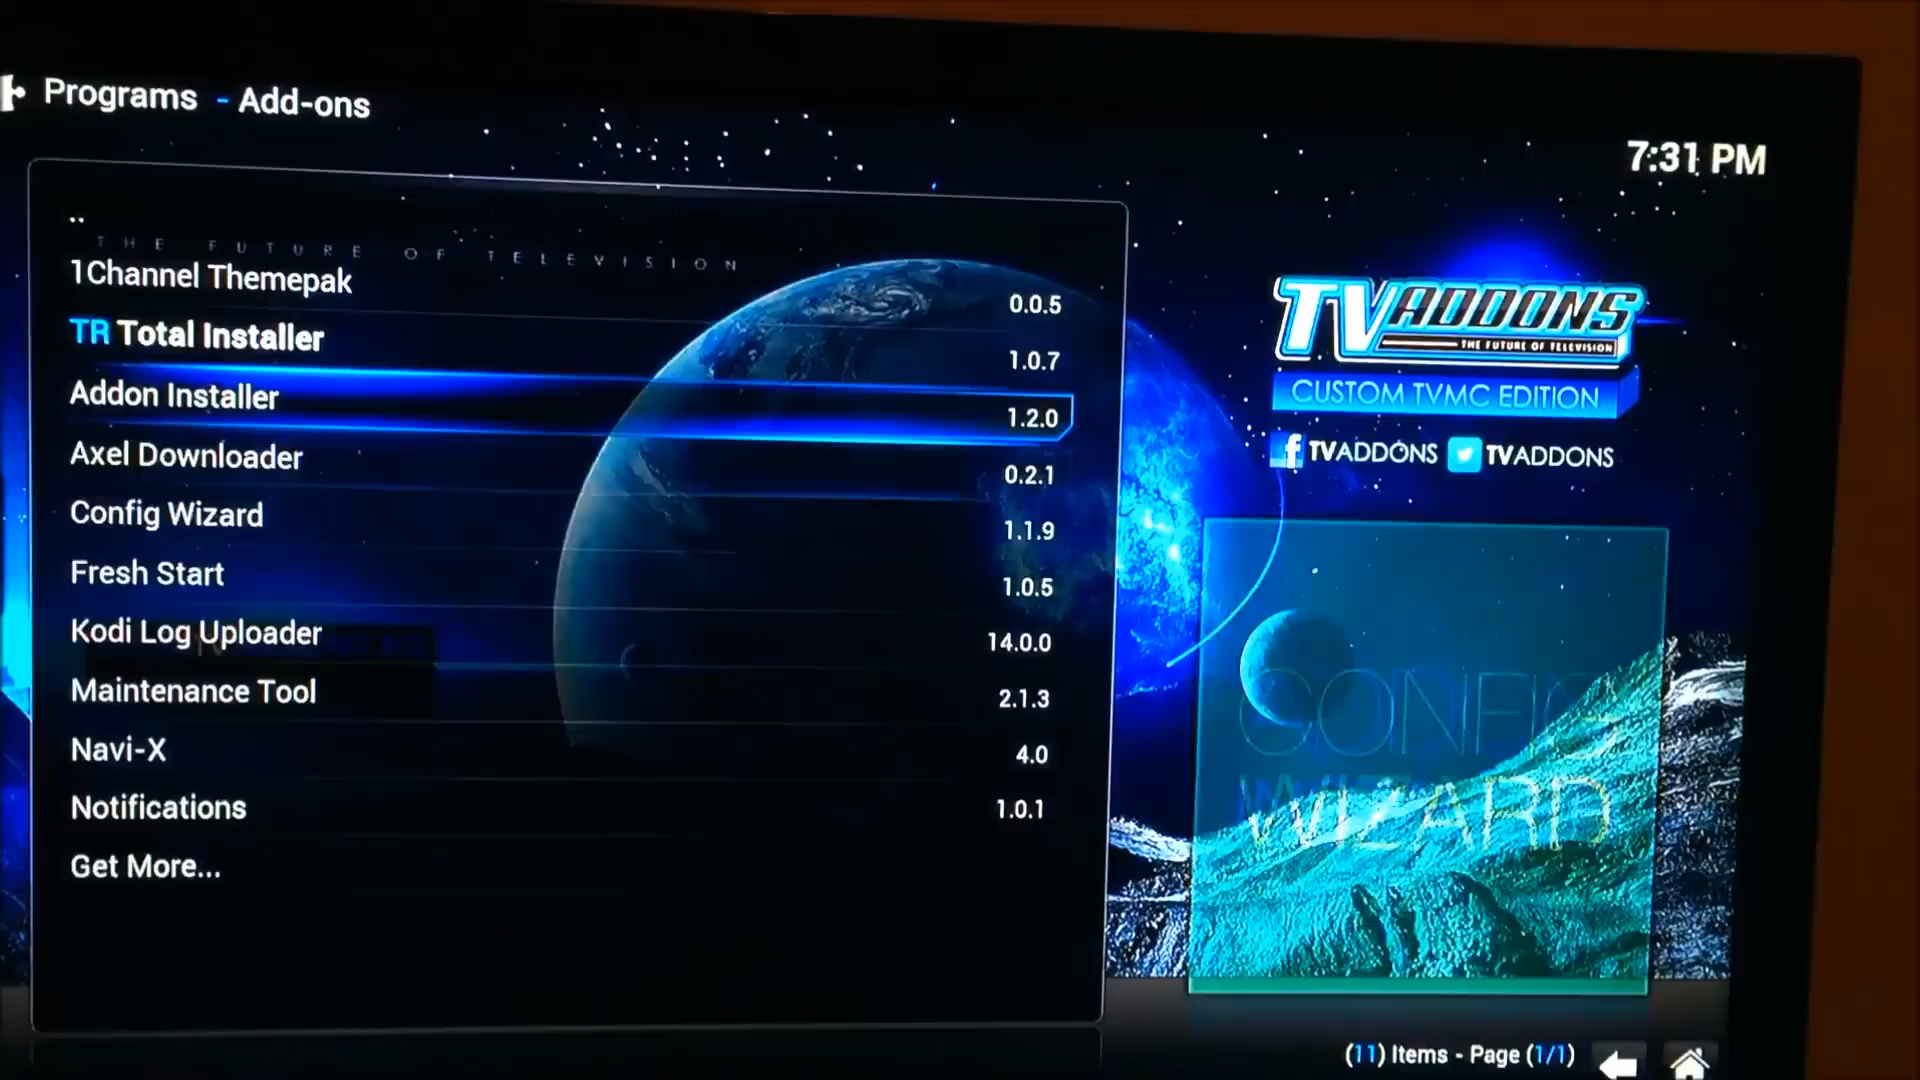 Programs - Add-ons
7:31 PM
..
THE FUTURE OF TELEVISION
1Channel Themepak 0.0.5
TR Total Installer 1.0.7
Addon Installer 1.2.0
Axel Downloader 0.2.1
Config Wizard 1.1.9
Fresh Start 1.0.5
Kodi Log Uploader 14.0.0
Maintenance Tool 2.1.3
Navi-X 4.0
Notifications 1.0.1
Get More...
TVADDONS
THE FUTURE OF TELEVISION
CUSTOM TVMC EDITION
f TVADDONS TVADDONS
CONFIG
WIZARD
(11) Items - Page (1/1)